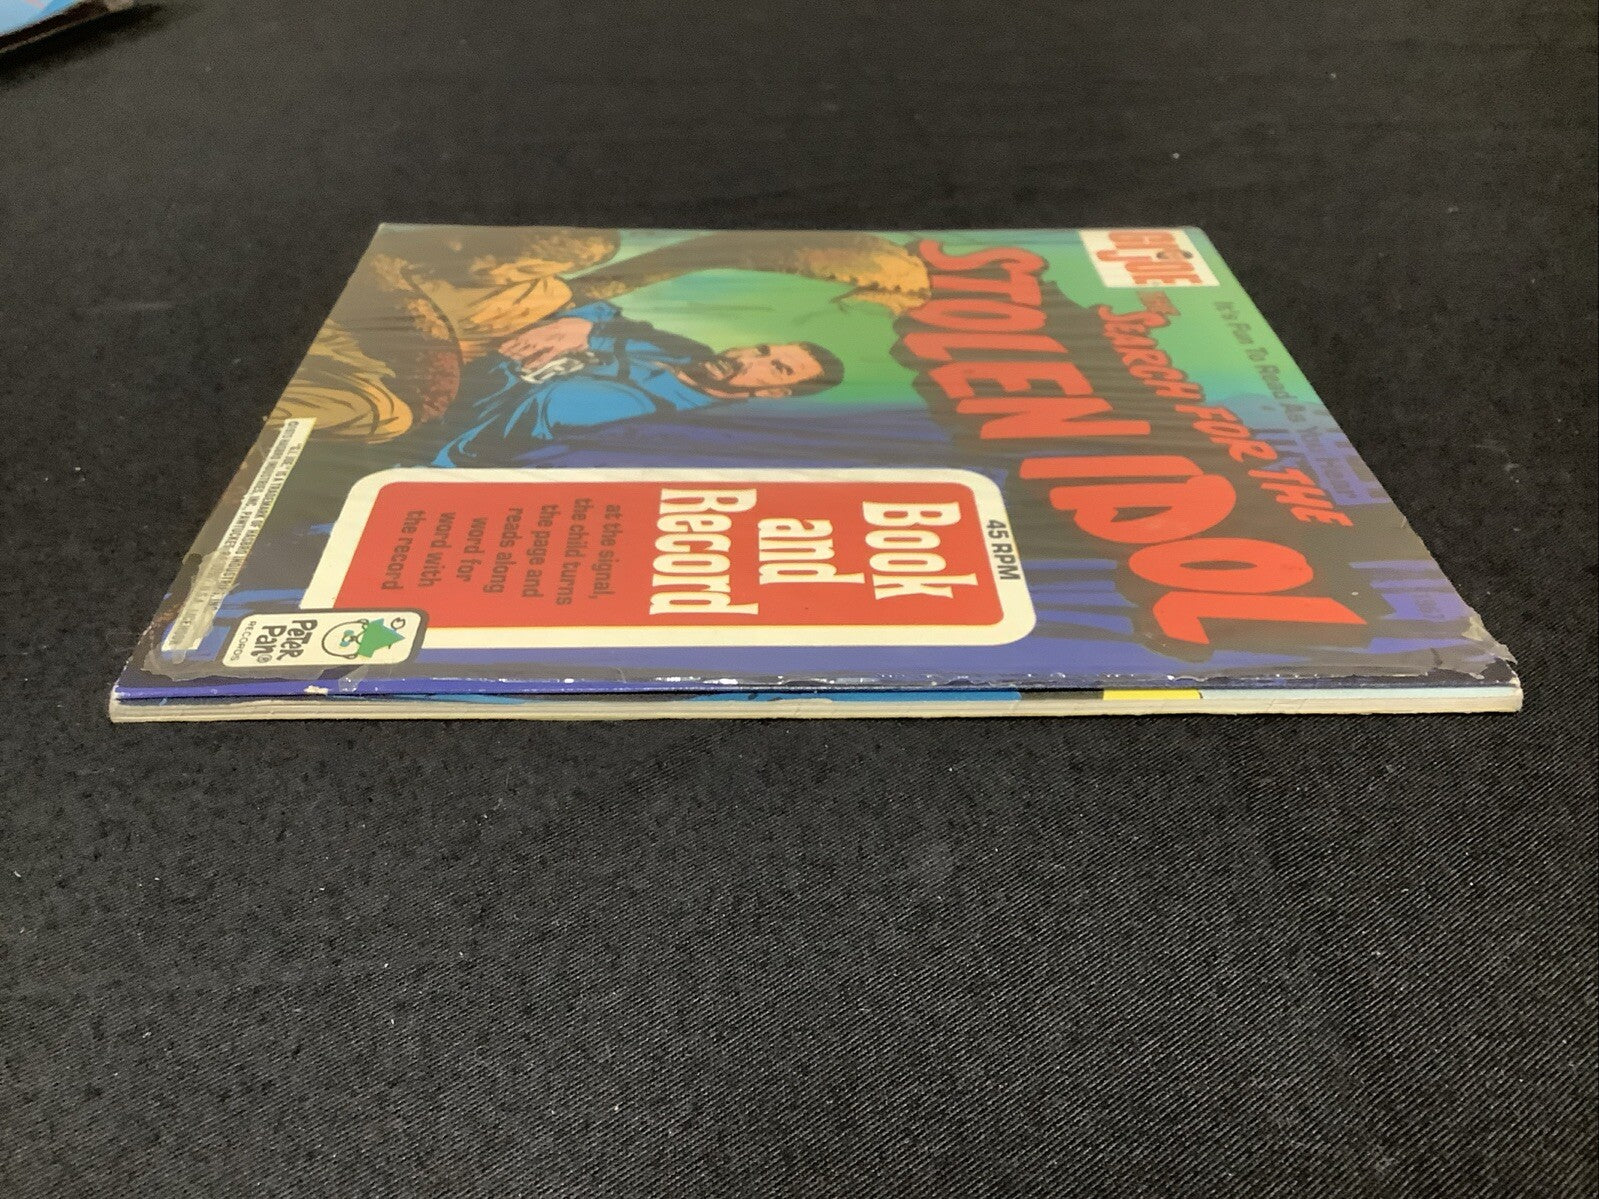 It's Fun To Read As You Hear
GI JOE
THE SEARCH FOR THE
STOLEN IDOL
45 RPM
Book
and
Record
at the signal,
the child turns
the page and
reads along
word for
word with
the record
Peter
Pan®
RECORDS